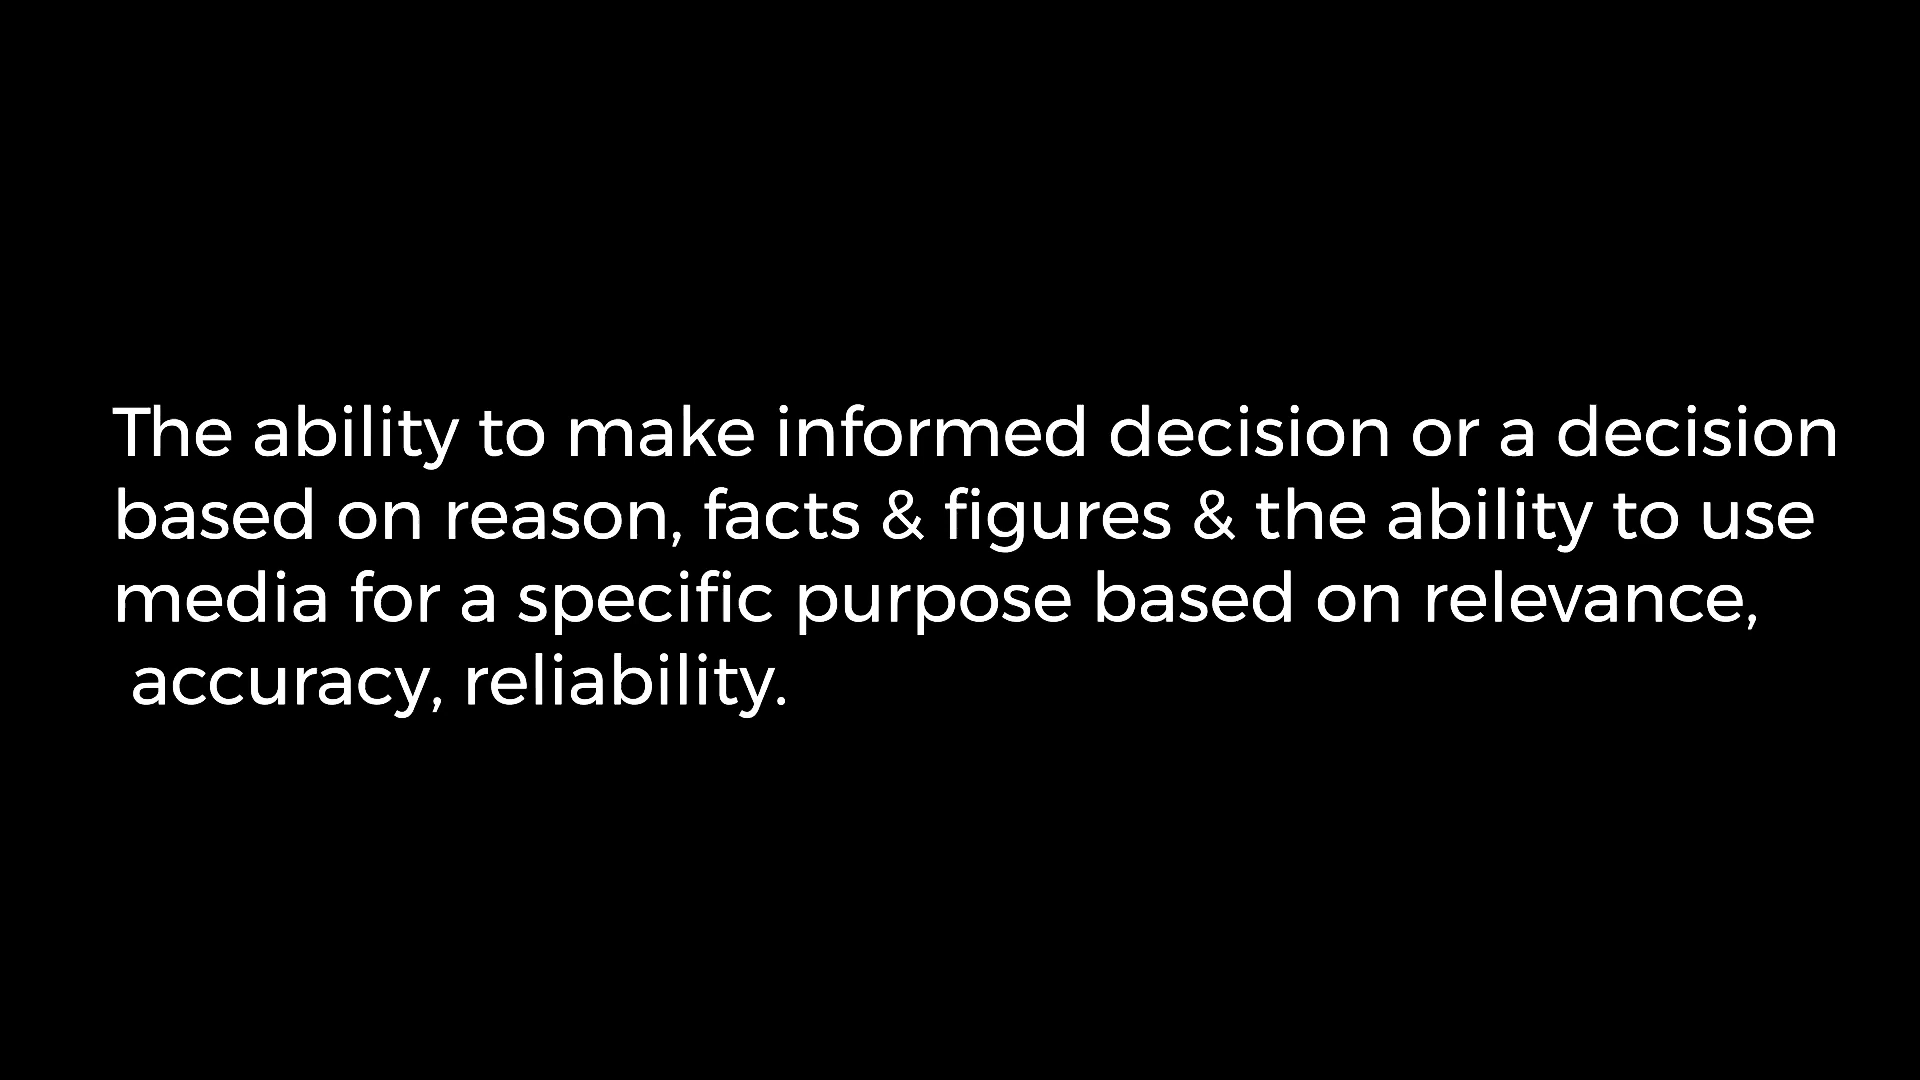 The ability to make informed decision or a decision
based on reason, facts & figures & the ability to use
media for a specific purpose based on relevance,
accuracy, reliability.